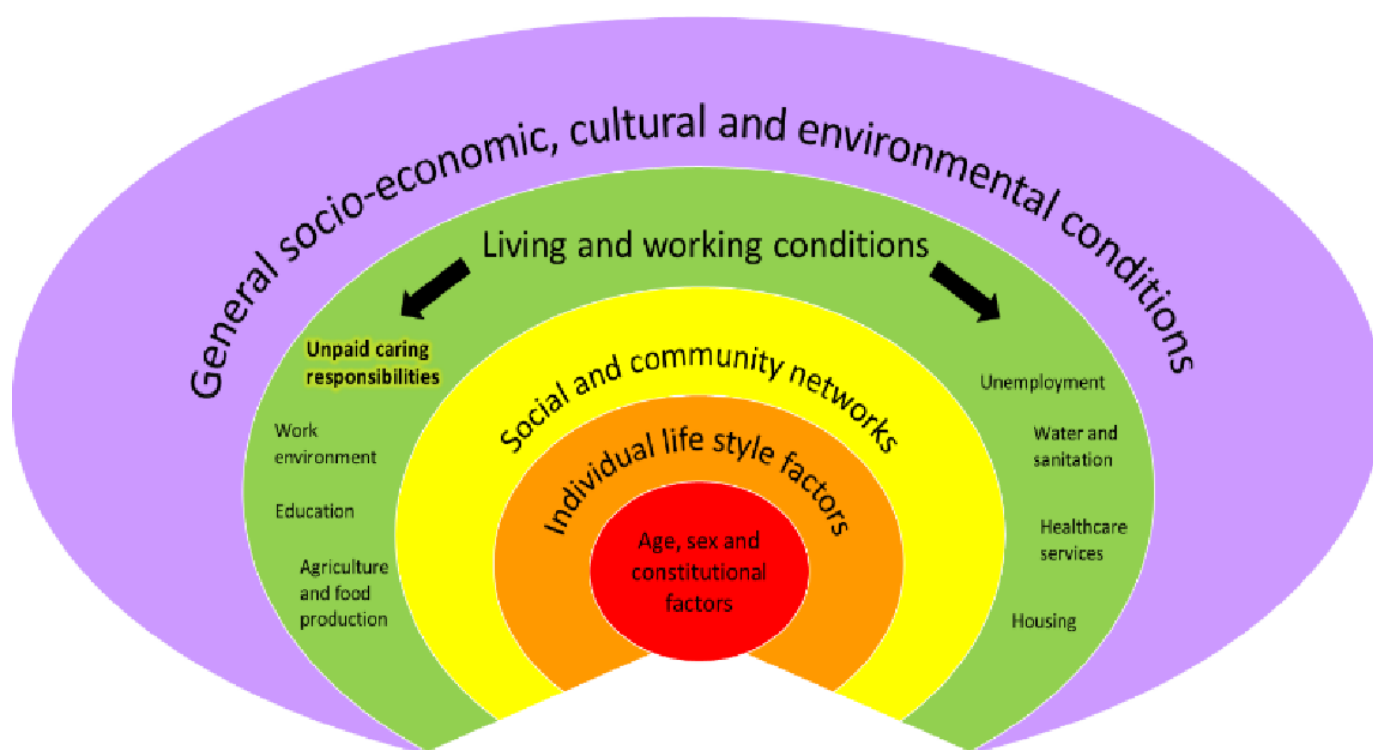 General socio-economic, cultural and environmental conditions
Living and working conditions
Unpaid caring
responsibilities
Work
environment
Education
Agriculture
and food
production
Social and community networks
Individual life style factors
Age, sex and
constitutional
factors
Unemployment
Water and
sanitation
Healthcare
services
Housing